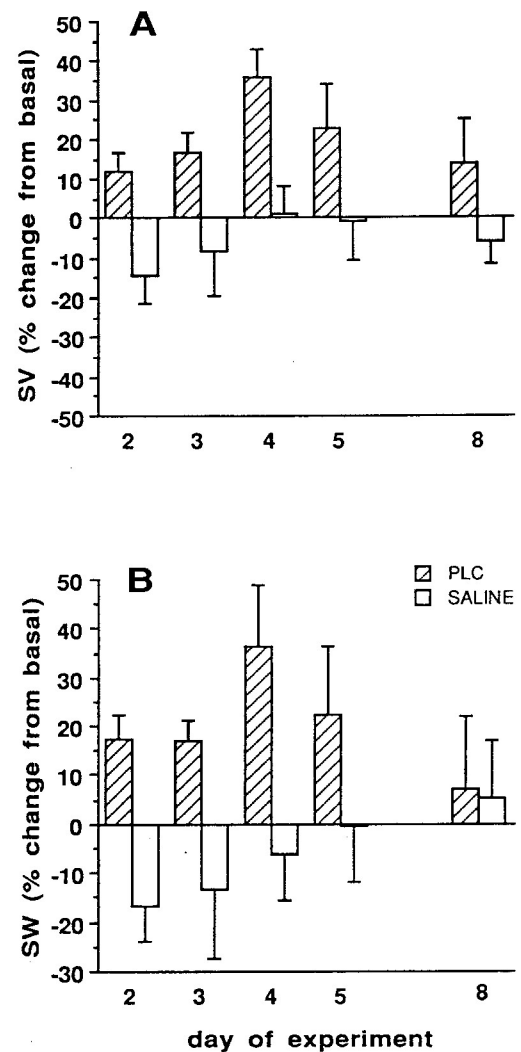 A
SV (% change from basal)
50
40
30
20
10
0
-10
-20
-30
-40
-50
2 3 4 5 8
B
PLC
SALINE
SW (% change from basal)
50
40
30
20
10
0
-10
-20
-30
2 3 4 5 8
day of experiment